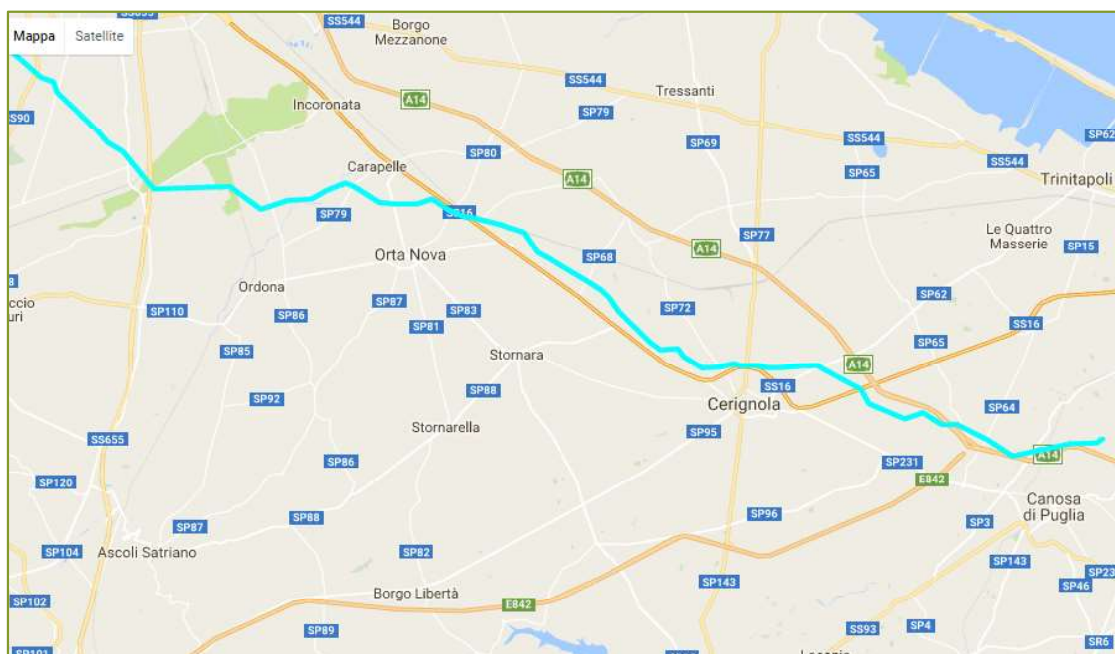 Mappa
Satellite
SS655
SS544
Borgo
Mezzanone
SS544
Tressanti
SS90
Incoronata
A14
SP79
SP80
SP69
SS544
SP62
SP65
SS544
Carapelle
A14
Trinitapoli
SP79
SS16
SP77
A14
Le Quattro
Masserie
SP15
Orta Nova
SP68
Ordona
SP87
SP62
SP110
SP86
SP81
SP83
SP72
SS16
SP85
SP65
Stornara
A14
SP92
SP88
SS16
Cerignola
SP64
Stornarella
SP95
SS655
SP86
SP231
A14
SP120
E842
Canosa
di Puglia
SP87
SP88
SP96
SP3
SP104
Ascoli Satriano
SP82
SP143
SP143
SP23
SP46
Borgo Libertà
SP102
E842
SP89
SS93
SP4
SR6
SP101